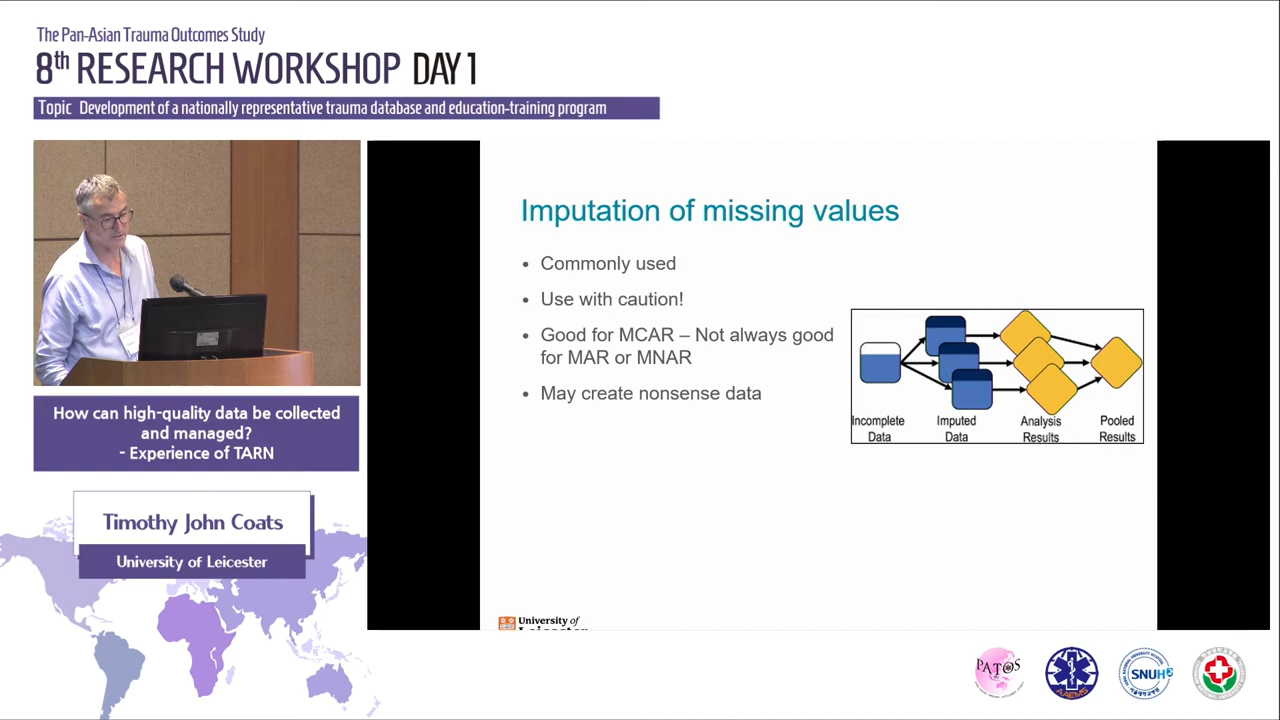 The Pan-Asian Trauma Outcomes Study
8th RESEARCH WORKSHOP DAY 1
Topic Development of a nationally representative trauma database and education-training program
How can high-quality data be collected
and managed?
- Experience of TARN
Timothy John Coats
University of Leicester
Imputation of missing values
• Commonly used
• Use with caution!
• Good for MCAR – Not always good
for MAR or MNAR
• May create nonsense data
Incomplete
Data
Imputed
Data
Analysis
Results
Pooled
Results
University of
Leicester
PATOS
AAEMS
SNUH